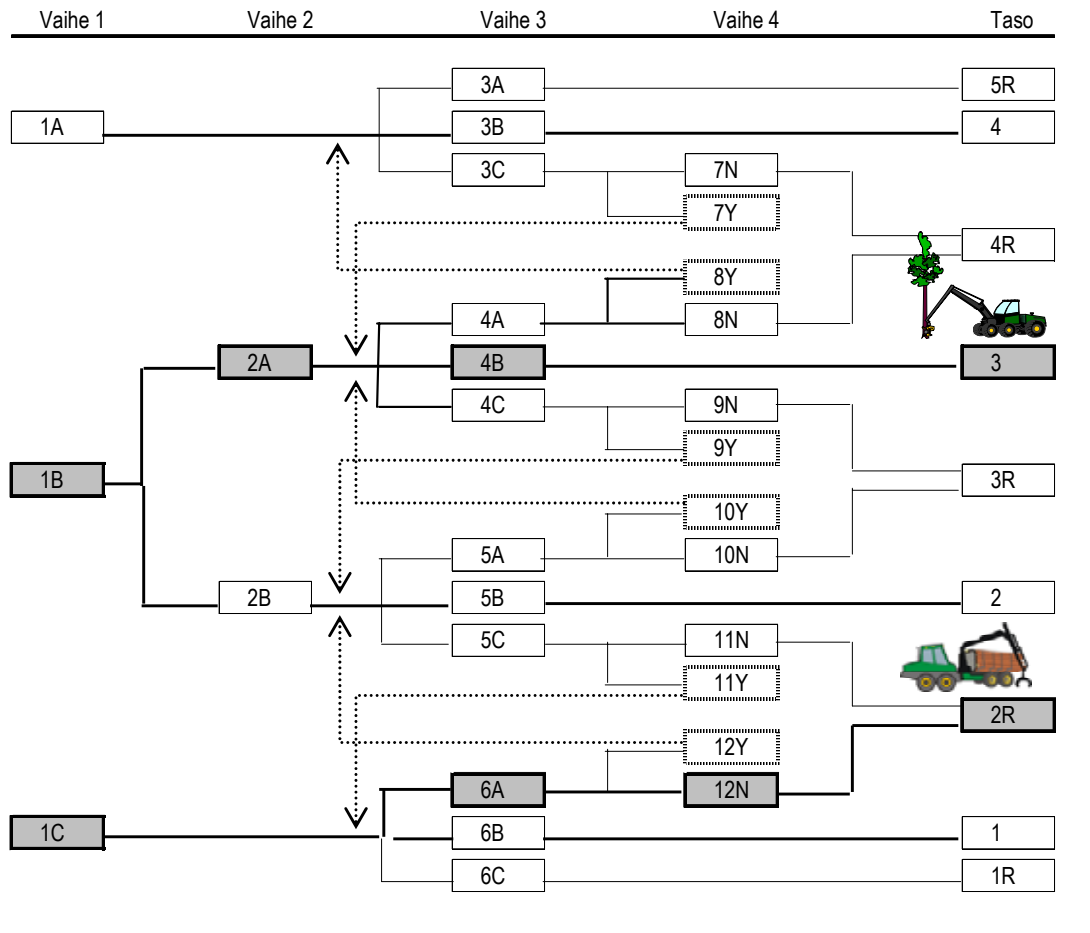 Vaihe 1 Vaihe 2 Vaihe 3 Vaihe 4 Taso
3A 5R
1A 3B 4
3C 7N
7Y
4R
8Y
4A 8N
2A 4B 3
4C 9N
9Y
1B 3R
10Y
5A 10N
2B 5B 2
5C 11N
11Y
2R
12Y
6A 12N
1C 6B 1
6C 1R